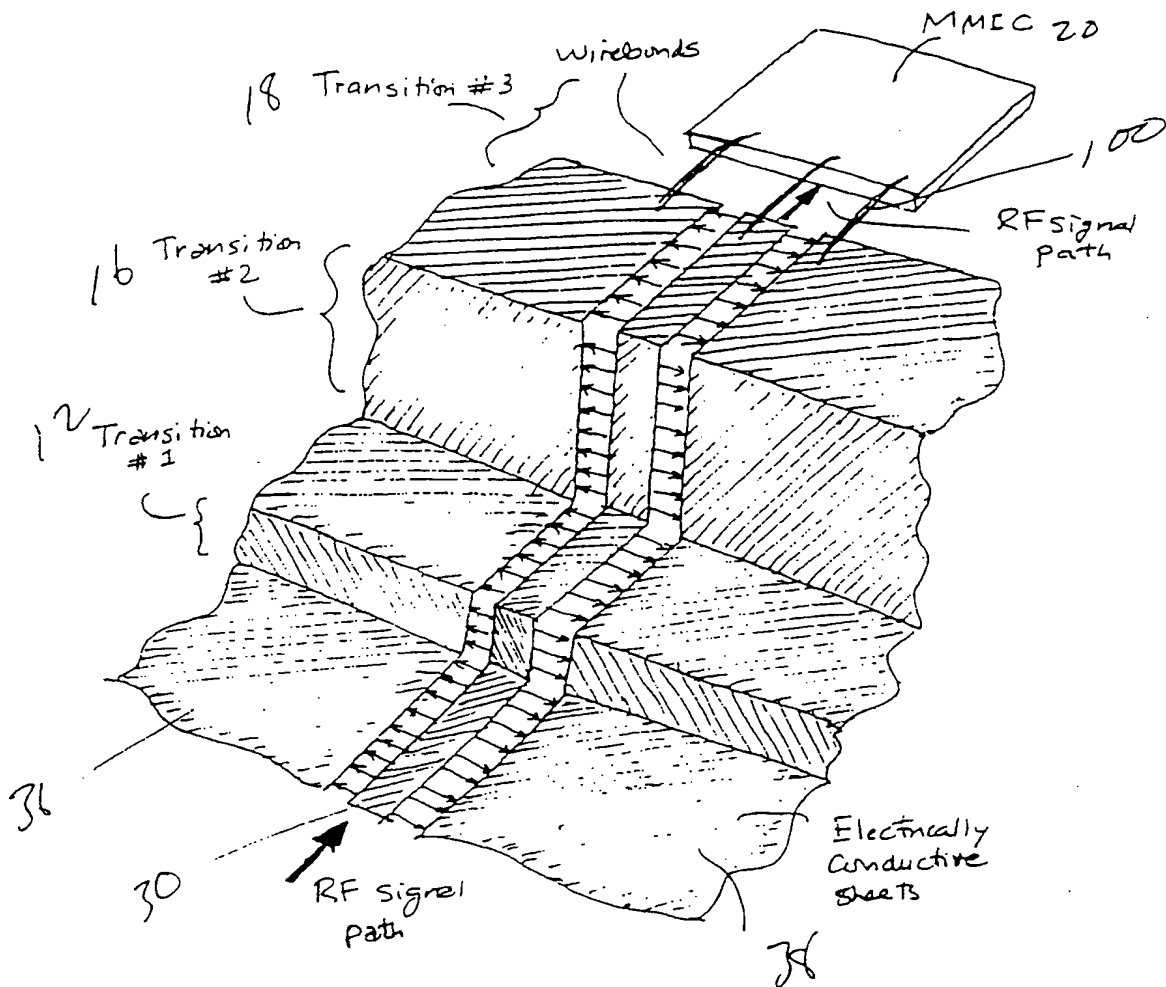 MMIC 20
Wirebonds
18 Transition #3
100
RF signal
path
16 Transition
#2
12 Transition
#1
36
30
RF signal
path
Electrically
conductive
sheets
38